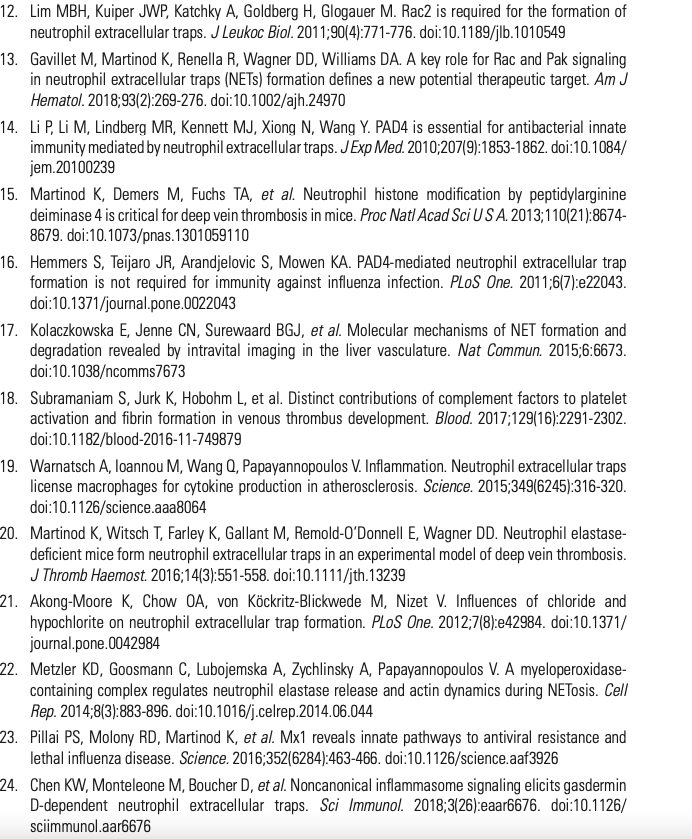 12. Lim MBH, Kuiper JWP, Katchky A, Goldberg H, Glogauer M. Rac2 is required for the formation of
neutrophil extracellular traps. J Leukoc Biol. 2011;90(4):771-776. doi:10.1189/jlb.1010549
13. Gavillet M, Martinod K, Renella R, Wagner DD, Williams DA. A key role for Rac and Pak signaling
in neutrophil extracellular traps (NETs) formation defines a new potential therapeutic target. Am J
Hematol. 2018;93(2):269-276. doi:10.1002/ajh.24970
14. Li P, Li M, Lindberg MR, Kennett MJ, Xiong N, Wang Y. PAD4 is essential for antibacterial innate
immunity mediated by neutrophil extracellular traps. J Exp Med. 2010;207(9):1853-1862. doi:10.1084/
jem.20100239
15. Martinod K, Demers M, Fuchs TA, et al. Neutrophil histone modification by peptidylarginine
deiminase 4 is critical for deep vein thrombosis in mice. Proc Natl Acad Sci U S A. 2013;110(21):8674-
8679. doi:10.1073/pnas.1301059110
16. Hemmers S, Teijaro JR, Arandjelovic S, Mowen KA. PAD4-mediated neutrophil extracellular trap
formation is not required for immunity against influenza infection. PLoS One. 2011;6(7):e22043.
doi:10.1371/journal.pone.0022043
17. Kolaczkowska E, Jenne CN, Surewaard BGJ, et al. Molecular mechanisms of NET formation and
degradation revealed by intravital imaging in the liver vasculature. Nat Commun. 2015;6:6673.
doi:10.1038/ncomms7673
18. Subramaniam S, Jurk K, Hobohm L, et al. Distinct contributions of complement factors to platelet
activation and fibrin formation in venous thrombus development. Blood. 2017;129(16):2291-2302.
doi:10.1182/blood-2016-11-749879
19. Warnatsch A, Ioannou M, Wang Q, Papayannopoulos V. Inflammation. Neutrophil extracellular traps
license macrophages for cytokine production in atherosclerosis. Science. 2015;349(6245):316-320.
doi:10.1126/science.aaa8064
20. Martinod K, Witsch T, Farley K, Gallant M, Remold-O’Donnell E, Wagner DD. Neutrophil elastase-
deficient mice form neutrophil extracellular traps in an experimental model of deep vein thrombosis.
J Thromb Haemost. 2016;14(3):551-558. doi:10.1111/jth.13239
21. Akong-Moore K, Chow OA, von Köckritz-Blickwede M, Nizet V. Influences of chloride and
hypochlorite on neutrophil extracellular trap formation. PLoS One. 2012;7(8):e42984. doi:10.1371/
journal.pone.0042984
22. Metzler KD, Goosmann C, Lubojemska A, Zychlinsky A, Papayannopoulos V. A myeloperoxidase-
containing complex regulates neutrophil elastase release and actin dynamics during NETosis. Cell
Rep. 2014;8(3):883-896. doi:10.1016/j.celrep.2014.06.044
23. Pillai PS, Molony RD, Martinod K, et al. Mx1 reveals innate pathways to antiviral resistance and
lethal influenza disease. Science. 2016;352(6284):463-466. doi:10.1126/science.aaf3926
24. Chen KW, Monteleone M, Boucher D, et al. Noncanonical inflammasome signaling elicits gasdermin
D-dependent neutrophil extracellular traps. Sci Immunol. 2018;3(26):eaar6676. doi:10.1126/
sciimmunol.aar6676